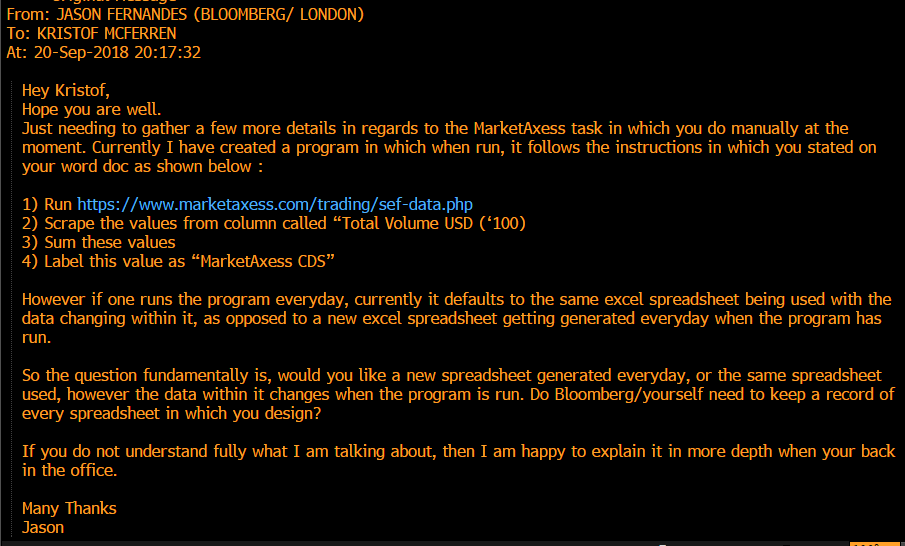 From: JASON FERNANDES (BLOOMBERG/ LONDON)
To: KRISTOF MCFERREN
At: 20-Sep-2018 20:17:32
Hey Kristof,
Hope you are well.
Just needing to gather a few more details in regards to the MarketAxess task in which you do manually at the
moment. Currently I have created a program in which when run, it follows the instructions in which you stated on
your word doc as shown below :
1) Run https://www.marketaxess.com/trading/sef-data.php
2) Scrape the values from column called “Total Volume USD (‘100)
3) Sum these values
4) Label this value as “MarketAxess CDS”
However if one runs the program everyday, currently it defaults to the same excel spreadsheet being used with the
data changing within it, as opposed to a new excel spreadsheet getting generated everyday when the program has
run.
So the question fundamentally is, would you like a new spreadsheet generated everyday, or the same spreadsheet
used, however the data within it changes when the program is run. Do Bloomberg/yourself need to keep a record of
every spreadsheet in which you design?
If you do not understand fully what I am talking about, then I am happy to explain it in more depth when your back
in the office.
Many Thanks
Jason